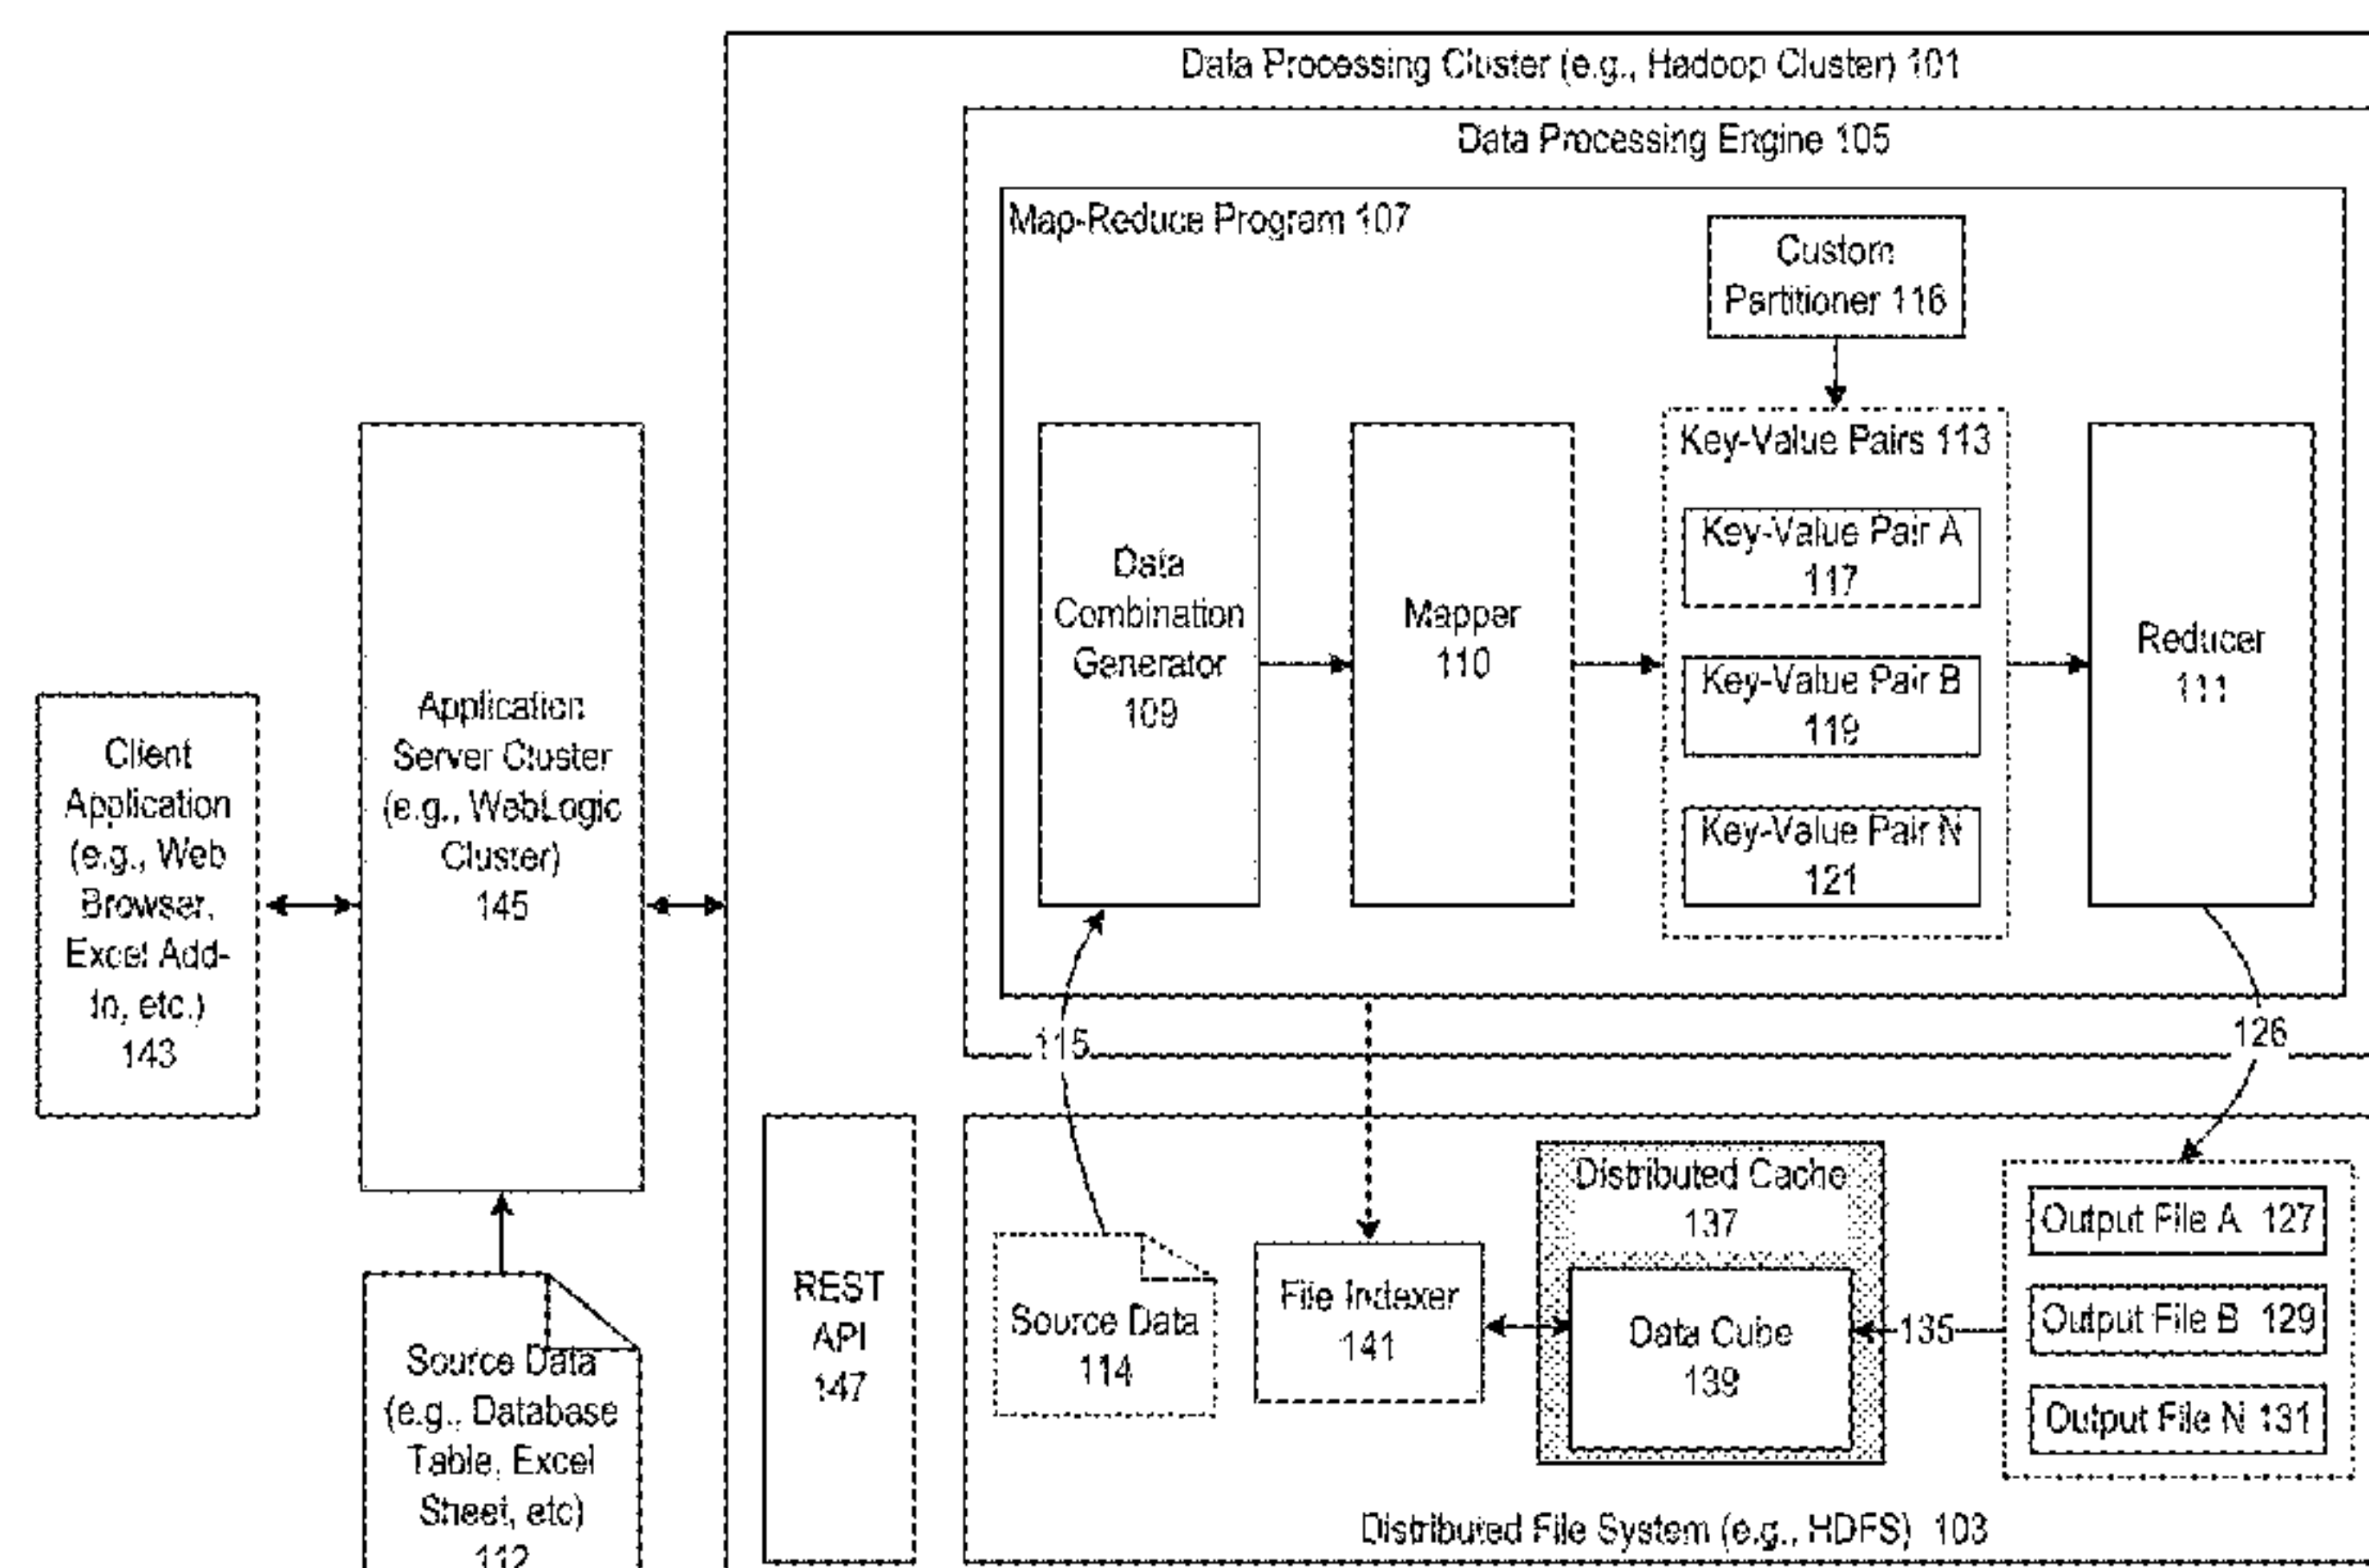 Data Processing Cluster (e.g., Hadoop Cluster) 101
Data Processing Engine 105
Map-Reduce Program 107
Custom
Partitioner 116
Data
Combination
Generator
109
Mapper
110
Key-Value Pairs 113
Key-Value Pair A
117
Key-Value Pair B
119
Key-Value Pair N
121
Reducer
111
Application
Server Cluster
(e.g., WebLogic
Cluster)
145
Client
Application
(e.g., Web
Browser,
Excel Add-
In, etc.)
143
115
126
Source Data
(e.g., Database
Table, Excel
Sheet, etc)
112
REST
API
147
Source Data
114
File Indexer
141
Distributed Cache
137
Data Cube
139
135
Output File A 127
Output File B 129
Output File N 131
Distributed File System (e.g., HDFS) 103